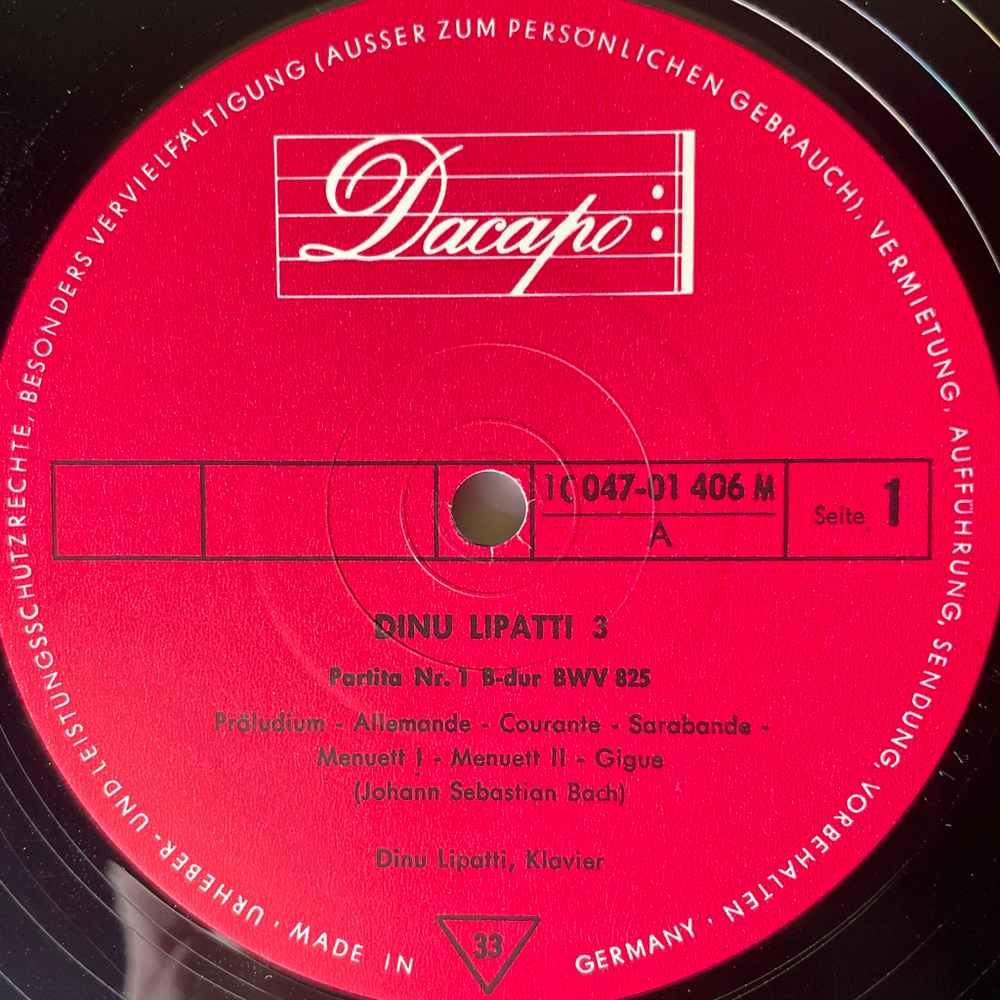 URHEBER- UND LEISTUNGSSCHUTZRECHTE, BESONDERS VERVIELFÄLTIGUNG (AUSSER ZUM PERSÖNLICHEN GEBRAUCH), VERMIETUNG, AUFFÜHRUNG, SENDUNG, VORBEHALTEN · MADE IN GERMANY ·
Dacapo
1C 047-01 406 M
A
Seite 1
DINU LIPATTI 3
Partita Nr. 1 B-dur BWV 825
Präludium - Allemande - Courante - Sarabande -
Menuett I - Menuett II - Gigue
(Johann Sebastian Bach)
Dinu Lipatti, Klavier
33